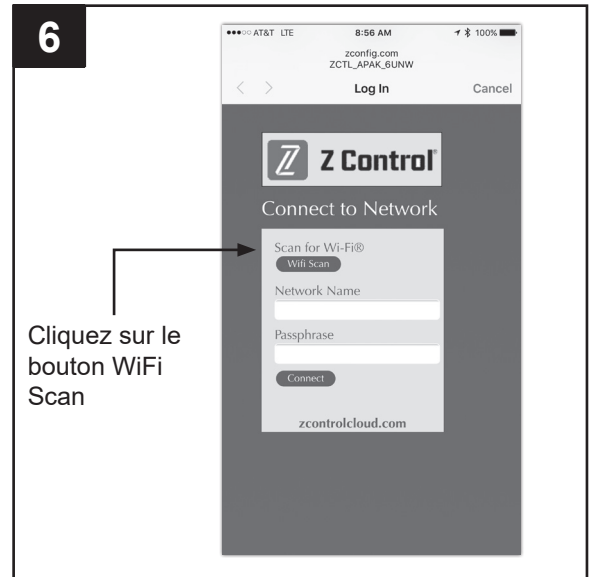 6
AT&T LTE 8:56 AM 100%
zconfig.com
ZCTL_APAK_6UNW
< > Log In Cancel
Z Control®
Connect to Network
Scan for Wi-Fi®
Wifi Scan
Network Name
Passphrase
Connect
zcontrolcloud.com
Cliquez sur le
bouton WiFi
Scan